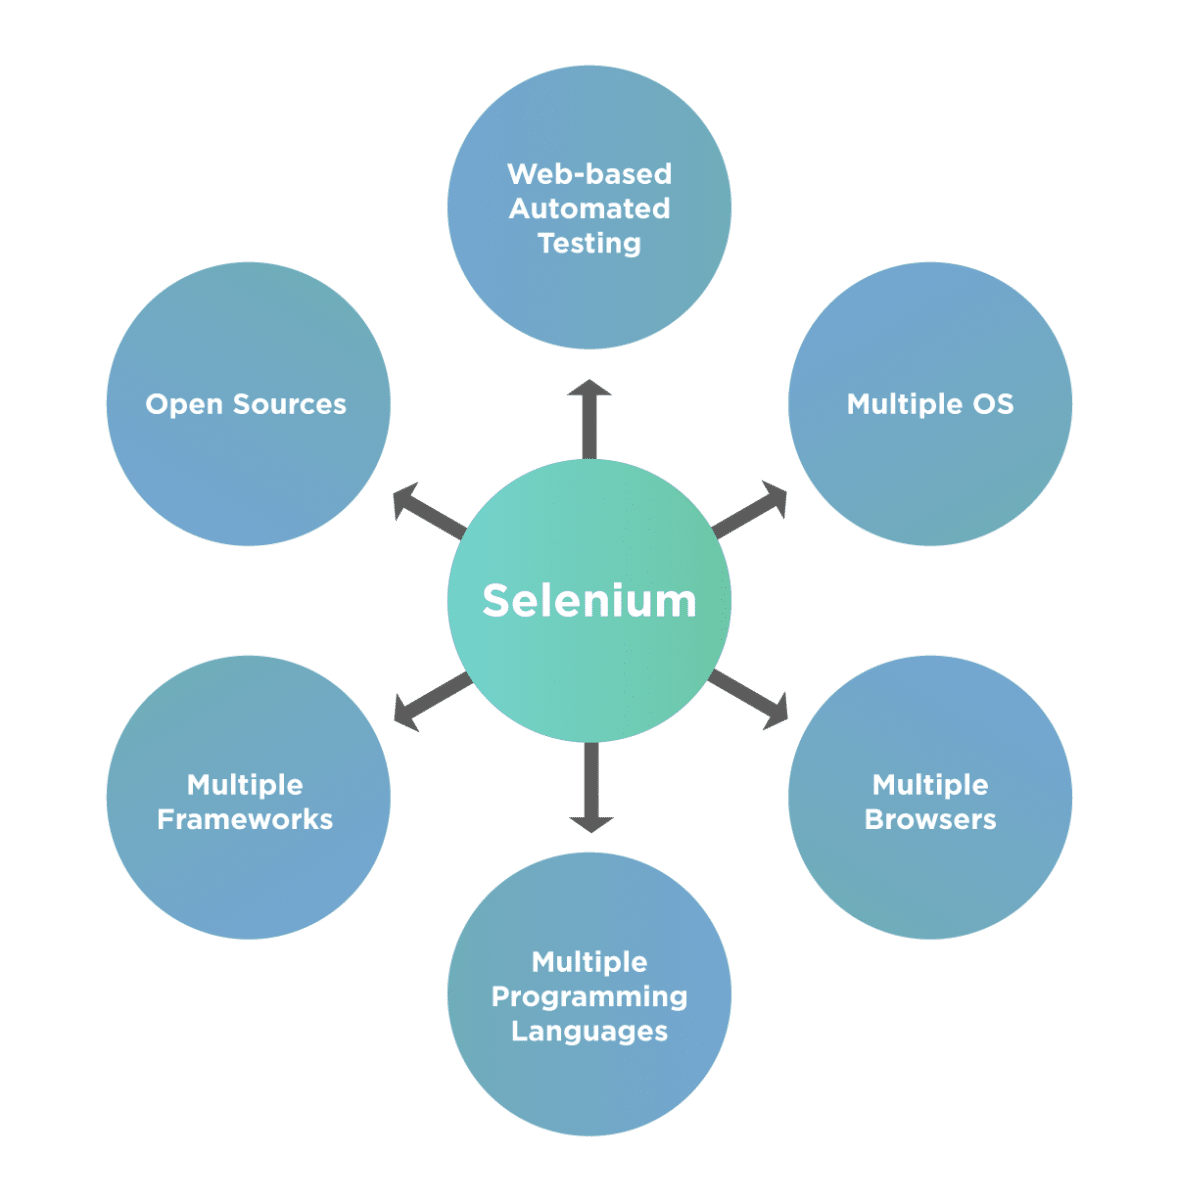 Web-based
Automated
Testing
Open Sources
Multiple OS
Selenium
Multiple
Frameworks
Multiple
Browsers
Multiple
Programming
Languages